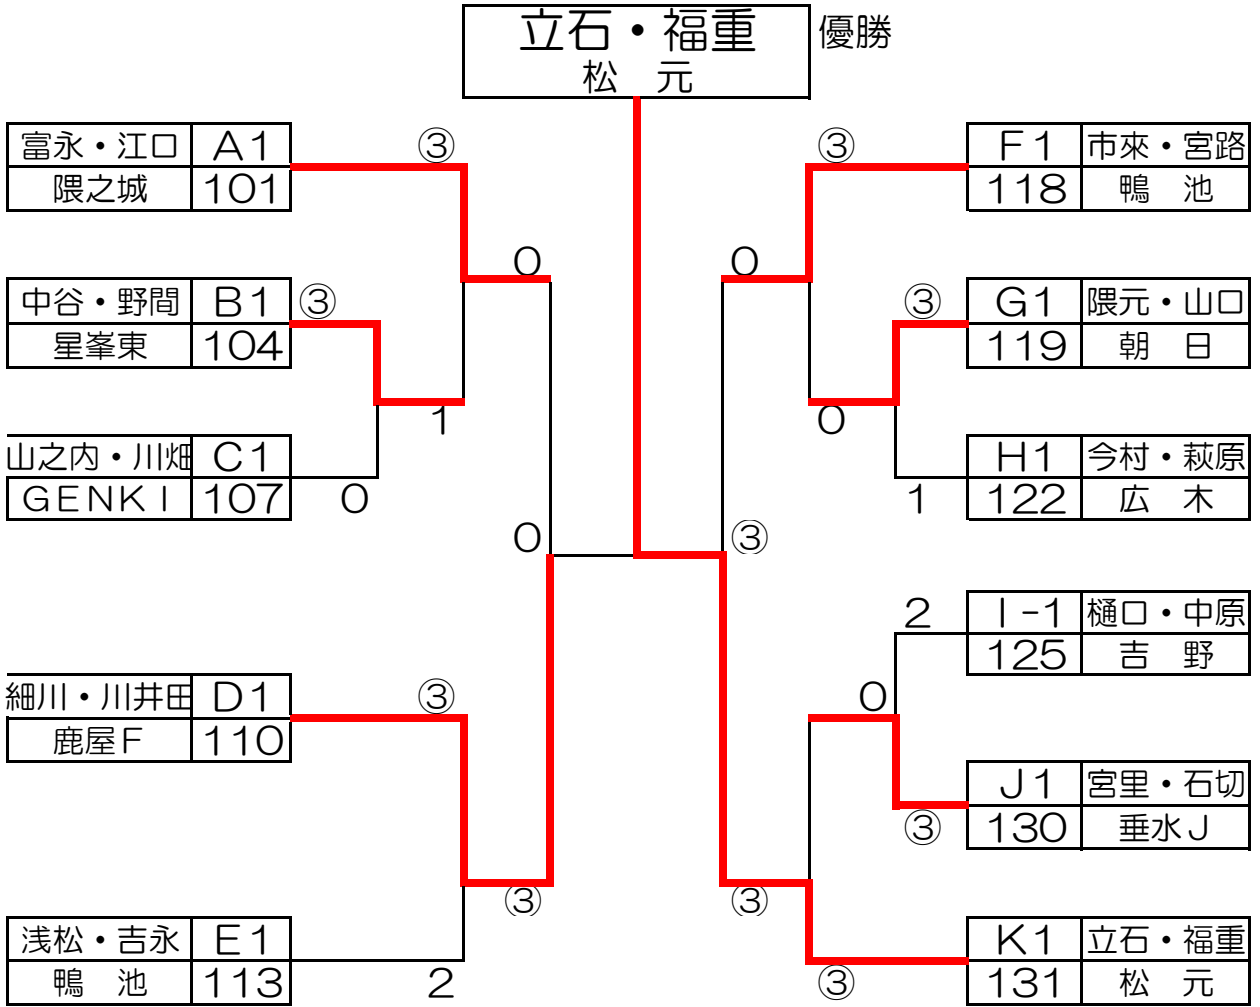 立石・福重
松　元
優勝
富永・江口 A1
隈之城 101
③
0
中谷・野間 B1
星峯東 104
③
1
山之内・川畑 C1
GENKI 107
0
0
細川・川井田 D1
鹿屋F 110
③
③
浅松・吉永 E1
鴨　池 113
2
③
F1 市來・宮路
118 鴨　池
0
③
G1 隈元・山口
119 朝　日
0
H1 今村・萩原
122 広　木
1
③
2
I-1 樋口・中原
125 吉　野
0
J1 宮里・石切
130 垂水J
③
③
K1 立石・福重
131 松　元
③